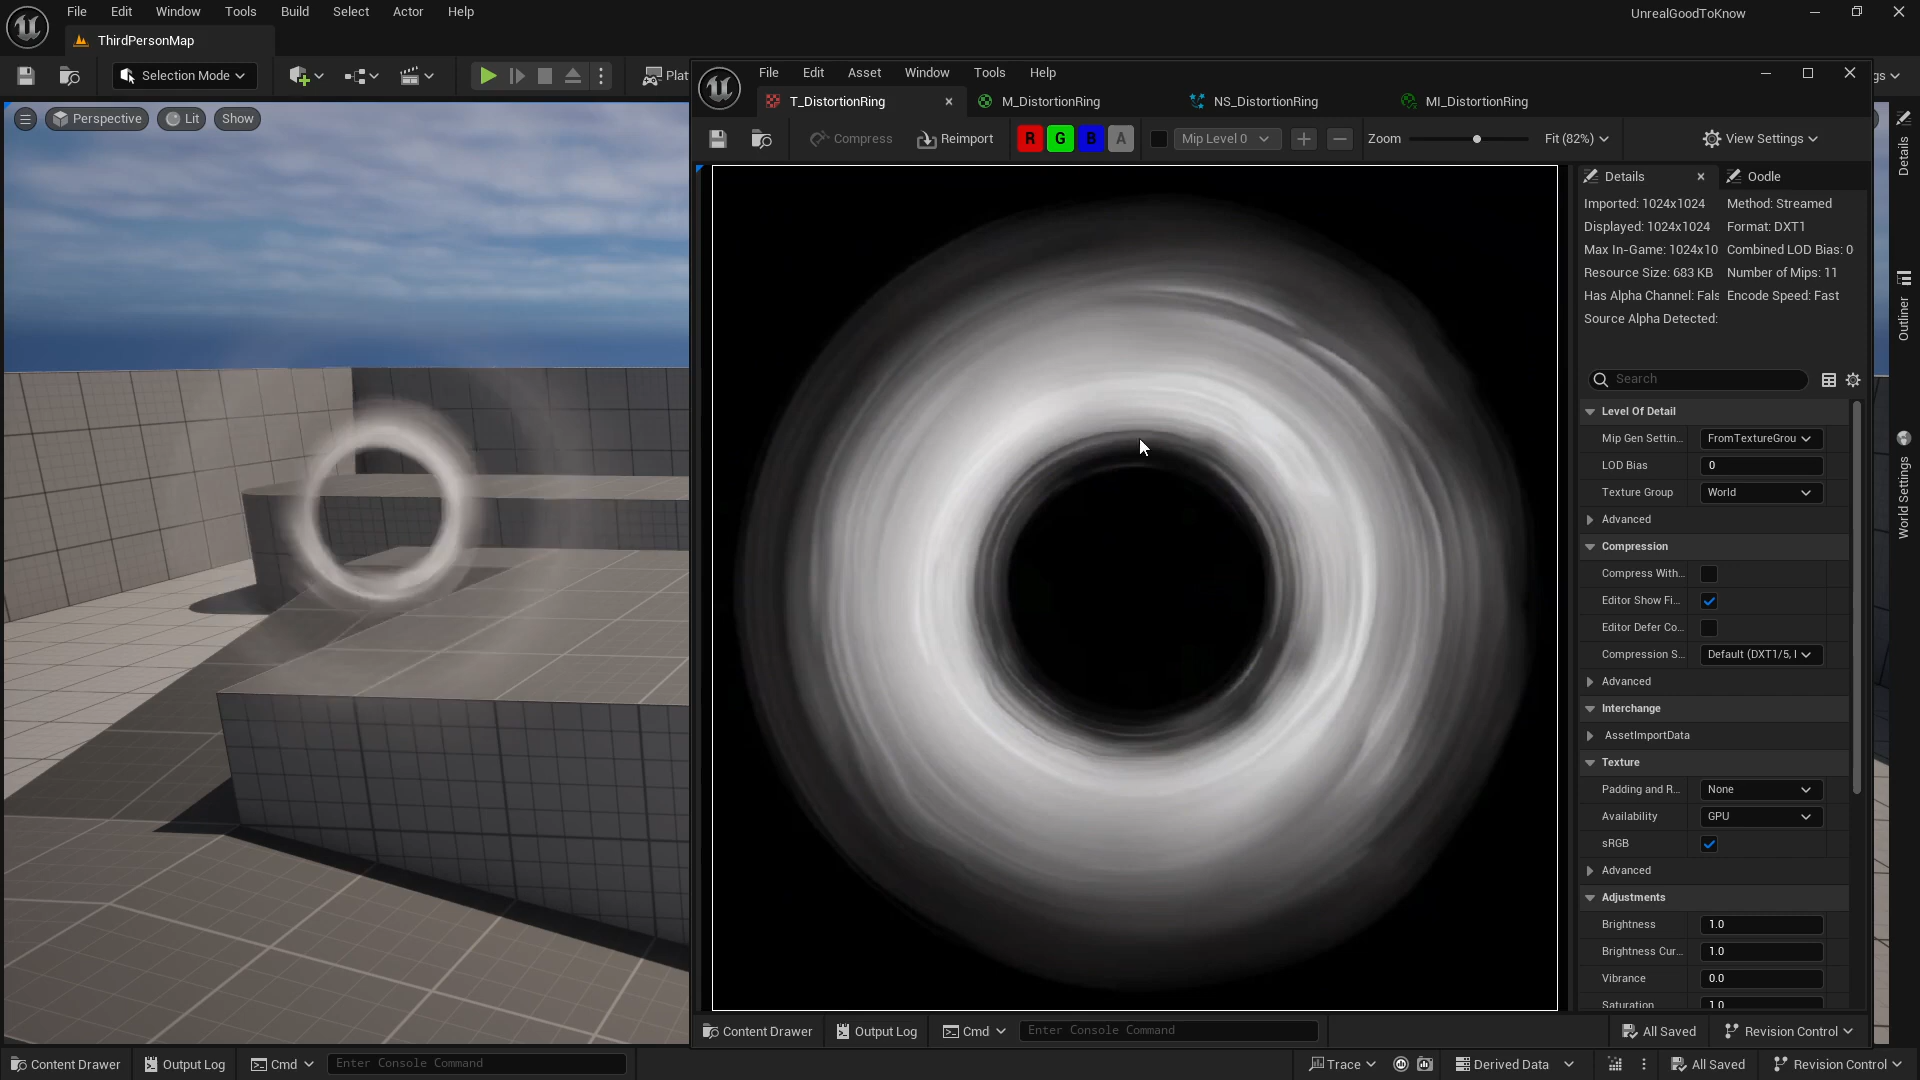 File Edit Window Tools Build Select Actor Help
UnrealGoodToKnow
ThirdPersonMap
Selection Mode
Plat
gs
Perspective
Lit
Show
File Edit Asset Window Tools Help
T_DistortionRing
M_DistortionRing
NS_DistortionRing
MI_DistortionRing
Compress
Reimport
R G B A
Mip Level 0
Zoom
Fit (82%)
View Settings
Details
Oodle
Imported: 1024x1024 Method: Streamed
Displayed: 1024x1024 Format: DXT1
Max In-Game: 1024x10 Combined LOD Bias: 0
Resource Size: 683 KB Number of Mips: 11
Has Alpha Channel: Fals Encode Speed: Fast
Source Alpha Detected:
Search
Level Of Detail
Mip Gen Settin... FromTextureGrou
LOD Bias 0
Texture Group World
Advanced
Compression
Compress With...
Editor Show Fi...
Editor Defer Co...
Compression S... Default (DXT1/5, I
Advanced
Interchange
AssetImportData
Texture
Padding and R... None
Availability GPU
sRGB
Advanced
Adjustments
Brightness 1.0
Brightness Cur... 1.0
Vibrance 0.0
Saturation 1.0
Details
Outliner
World Settings
Content Drawer Output Log Cmd Enter Console Command All Saved Revision Control
Content Drawer Output Log Cmd Enter Console Command Trace Derived Data All Saved Revision Control